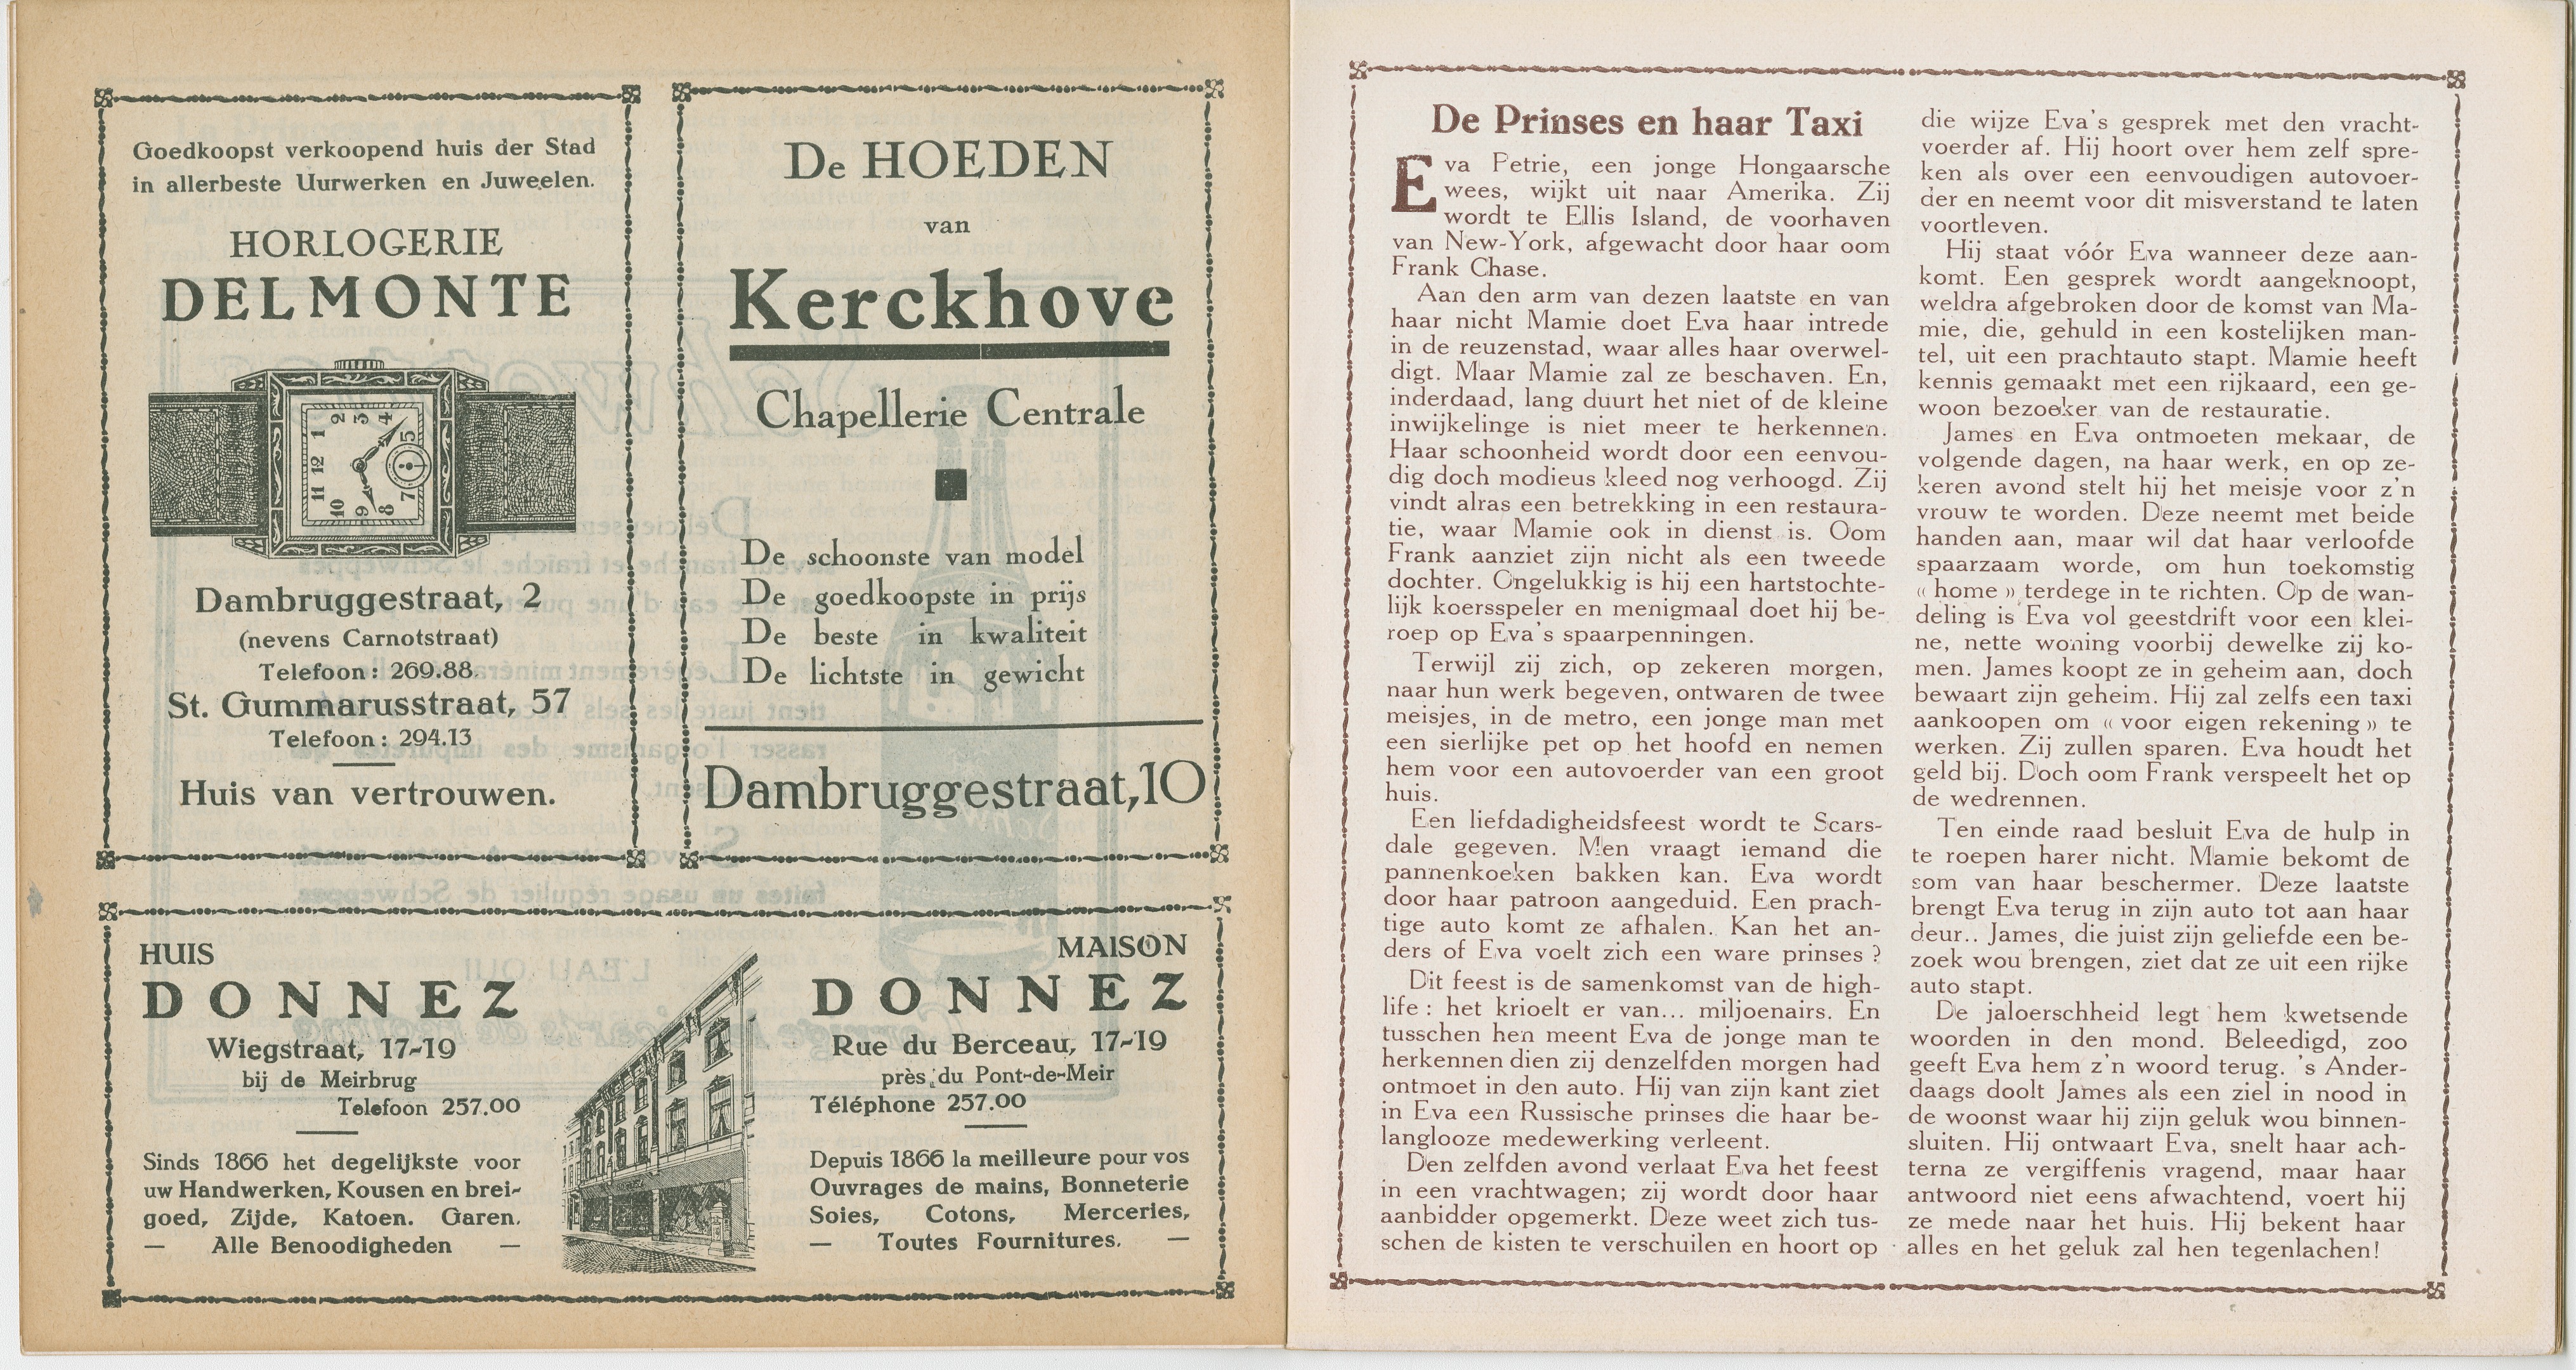 Goedkoopst verkoopend huis der Stad
in allerbeste Uurwerken en Juweelen.
HORLOGERIE
DELMONTE
Dambruggestraat, 2
(nevens Carnotstraat)
Telefoon: 269.88.
St. Gummarusstraat, 57
Telefoon: 294.13
Huis van vertrouwen.
De HOEDEN
van
Kerckhove
Chapellerie Centrale
De schoonste van model
De goedkoopste in prijs
De beste in kwaliteit
De lichtste in gewicht
Dambruggestraat,10
HUIS
DONNEZ
Wiegstraat, 17-19
bij de Meirbrug
Telefoon 257.00
Sinds 1866 het degelijkste voor
uw Handwerken, Kousen en brei-
goed, Zijde, Katoen. Garen.
— Alle Benoodigheden —
MAISON
DONNEZ
Rue du Berceau, 17-19
près du Pont-de-Meir
Téléphone 257.00
Depuis 1866 la meilleure pour vos
Ouvrages de mains, Bonneterie
Soies, Cotons, Merceries,
— Toutes Fournitures. —
De Prinses en haar Taxi
Eva Petrie, een jonge Hongaarsche
wees, wijkt uit naar Amerika. Zij
wordt te Ellis Island, de voorhaven
van New-York, afgewacht door haar oom
Frank Chase.
Aan den arm van dezen laatste en van
haar nicht Mamie doet Eva haar intrede
in de reuzenstad, waar alles haar overwel-
digt. Maar Mamie zal ze beschaven. En,
inderdaad, lang duurt het niet of de kleine
inwijkelinge is niet meer te herkennen.
Haar schoonheid wordt door een eenvou-
dig doch modieus kleed nog verhoogd. Zij
vindt alras een betrekking in een restaura-
tie, waar Mamie ook in dienst is. Oom
Frank aanziet zijn nicht als een tweede
dochter. Ongelukkig is hij een hartstochte-
lijk koersspeler en menigmaal doet hij be-
roep op Eva's spaarpenningen.
Terwijl zij zich, op zekeren morgen,
naar hun werk begeven, ontwaren de twee
meisjes, in de metro, een jonge man met
een sierlijke pet op het hoofd en nemen
hem voor een autovoerder van een groot
huis.
Een liefdadigheidsfeest wordt te Scars-
dale gegeven. Men vraagt iemand die
pannenkoeken bakken kan. Eva wordt
door haar patroon aangeduid. Een prach-
tige auto komt ze afhalen. Kan het an-
ders of Eva voelt zich een ware prinses ?
Dit feest is de samenkomst van de high-
life : het krioelt er van... miljoenairs. En
tusschen hen meent Eva de jonge man te
herkennen dien zij denzelfden morgen had
ontmoet in den auto. Hij van zijn kant ziet
in Eva een Russische prinses die haar be-
langlooze medewerking verleent.
Den zelfden avond verlaat Eva het feest
in een vrachtwagen; zij wordt door haar
aanbidder opgemerkt. Deze weet zich tus-
schen de kisten te verschuilen en hoort op
die wijze Eva's gesprek met den vracht-
voerder af. Hij hoort over hem zelf spre-
ken als over een eenvoudigen autovoer-
der en neemt voor dit misverstand te laten
voortleven.
Hij staat vóór Eva wanneer deze aan-
komt. Een gesprek wordt aangeknoopt,
weldra afgebroken door de komst van Ma-
mie, die, gehuld in een kostelijken man-
tel, uit een prachtauto stapt. Mamie heeft
kennis gemaakt met een rijkaard, een ge-
woon bezoeker van de restauratie.
James en Eva ontmoeten mekaar, de
volgende dagen, na haar werk, en op ze-
keren avond stelt hij het meisje voor z'n
vrouw te worden. Deze neemt met beide
handen aan, maar wil dat haar verloofde
spaarzaam worde, om hun toekomstig
« home » terdege in te richten. Op de wan-
deling is Eva vol geestdrift voor een klei-
ne, nette woning voorbij dewelke zij ko-
men. James koopt ze in geheim aan, doch
bewaart zijn geheim. Hij zal zelfs een taxi
aankoopen om « voor eigen rekening » te
werken. Zij zullen sparen. Eva houdt het
geld bij. Doch oom Frank verspeelt het op
de wedrennen.
Ten einde raad besluit Eva de hulp in
te roepen harer nicht. Mamie bekomt de
som van haar beschermer. Deze laatste
brengt Eva terug in zijn auto tot aan haar
deur.. James, die juist zijn geliefde een be-
zoek wou brengen, ziet dat ze uit een rijke
auto stapt.
De jaloerschheid legt hem kwetsende
woorden in den mond. Beleedigd, zoo
geeft Eva hem z'n woord terug. 's Ander-
daags doolt James als een ziel in nood in
de woonst waar hij zijn geluk wou binnen-
sluiten. Hij ontwaart Eva, snelt haar ach-
terna ze vergiffenis vragend, maar haar
antwoord niet eens afwachtend, voert hij
ze mede naar het huis. Hij bekent haar
alles en het geluk zal hen tegenlachen!